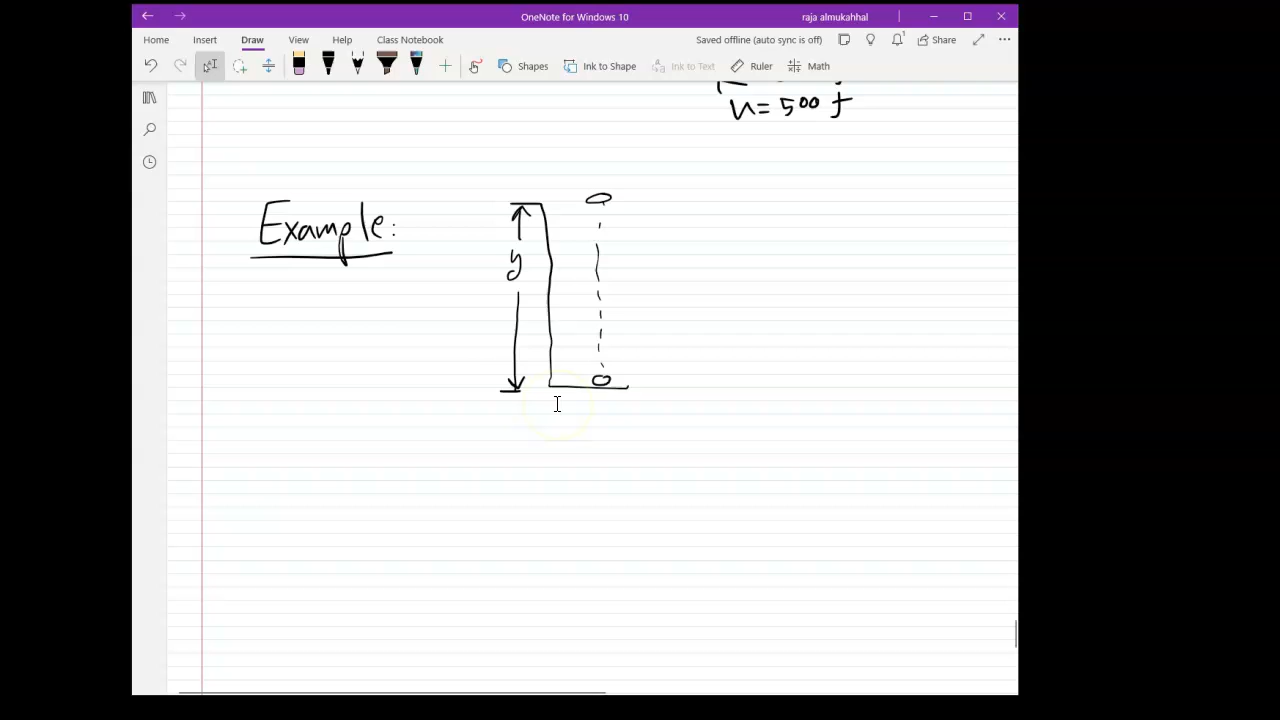 OneNote for Windows 10
raja almukahhal
Home Insert Draw View Help Class Notebook
Saved offline (auto sync is off)
1
Share
Shapes
Ink to Shape
Ink to Text
Ruler
Math
Example:
y